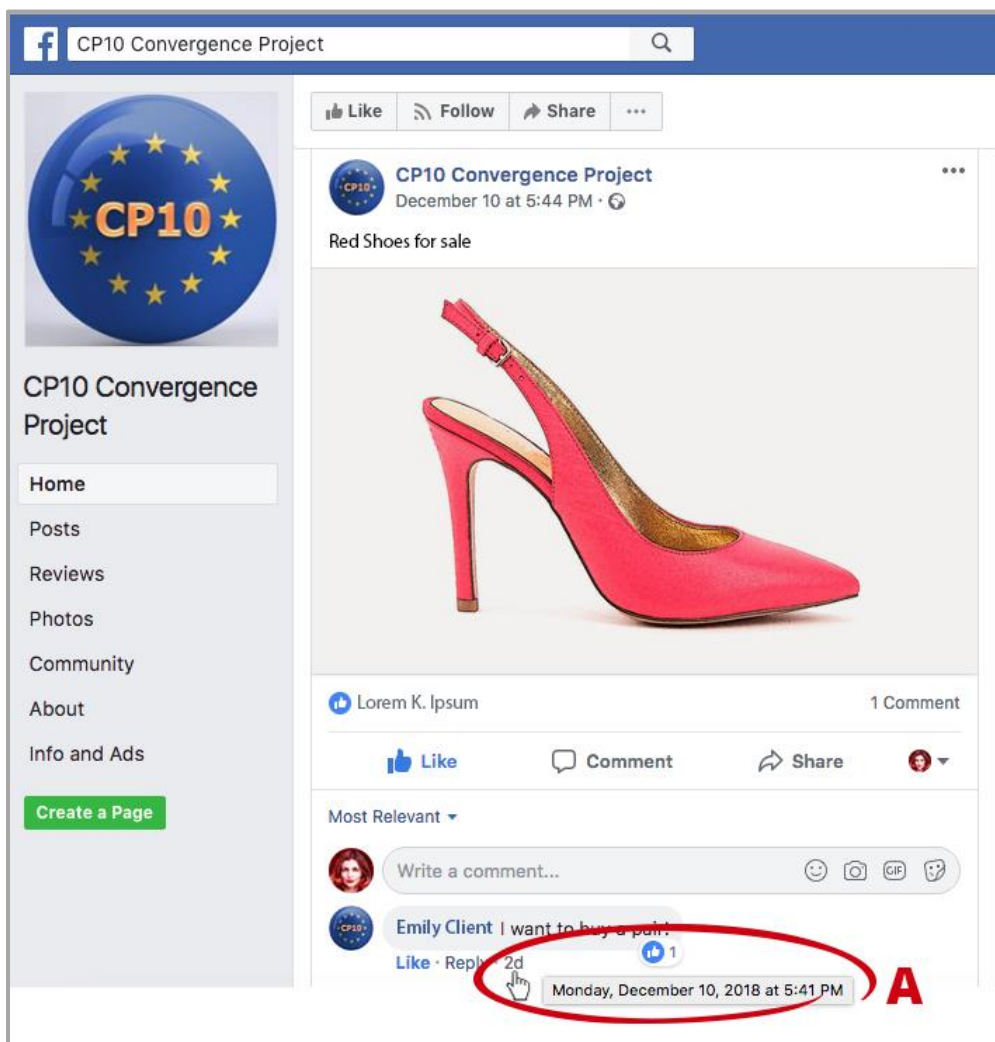 CP10 Convergence Project
Like Follow Share ...
CP10
CP10 Convergence Project
December 10 at 5:44 PM ·
Red Shoes for sale
CP10
CP10 Convergence
Project
Home
Posts
Reviews
Photos
Community
About
Info and Ads
Create a Page
Lorem K. Ipsum 1 Comment
Like Comment Share
Most Relevant
Write a comment... GIF
CP10
Emily Client I want to buy a pair!
Like · Reply · 2d 1
Monday, December 10, 2018 at 5:41 PM
A